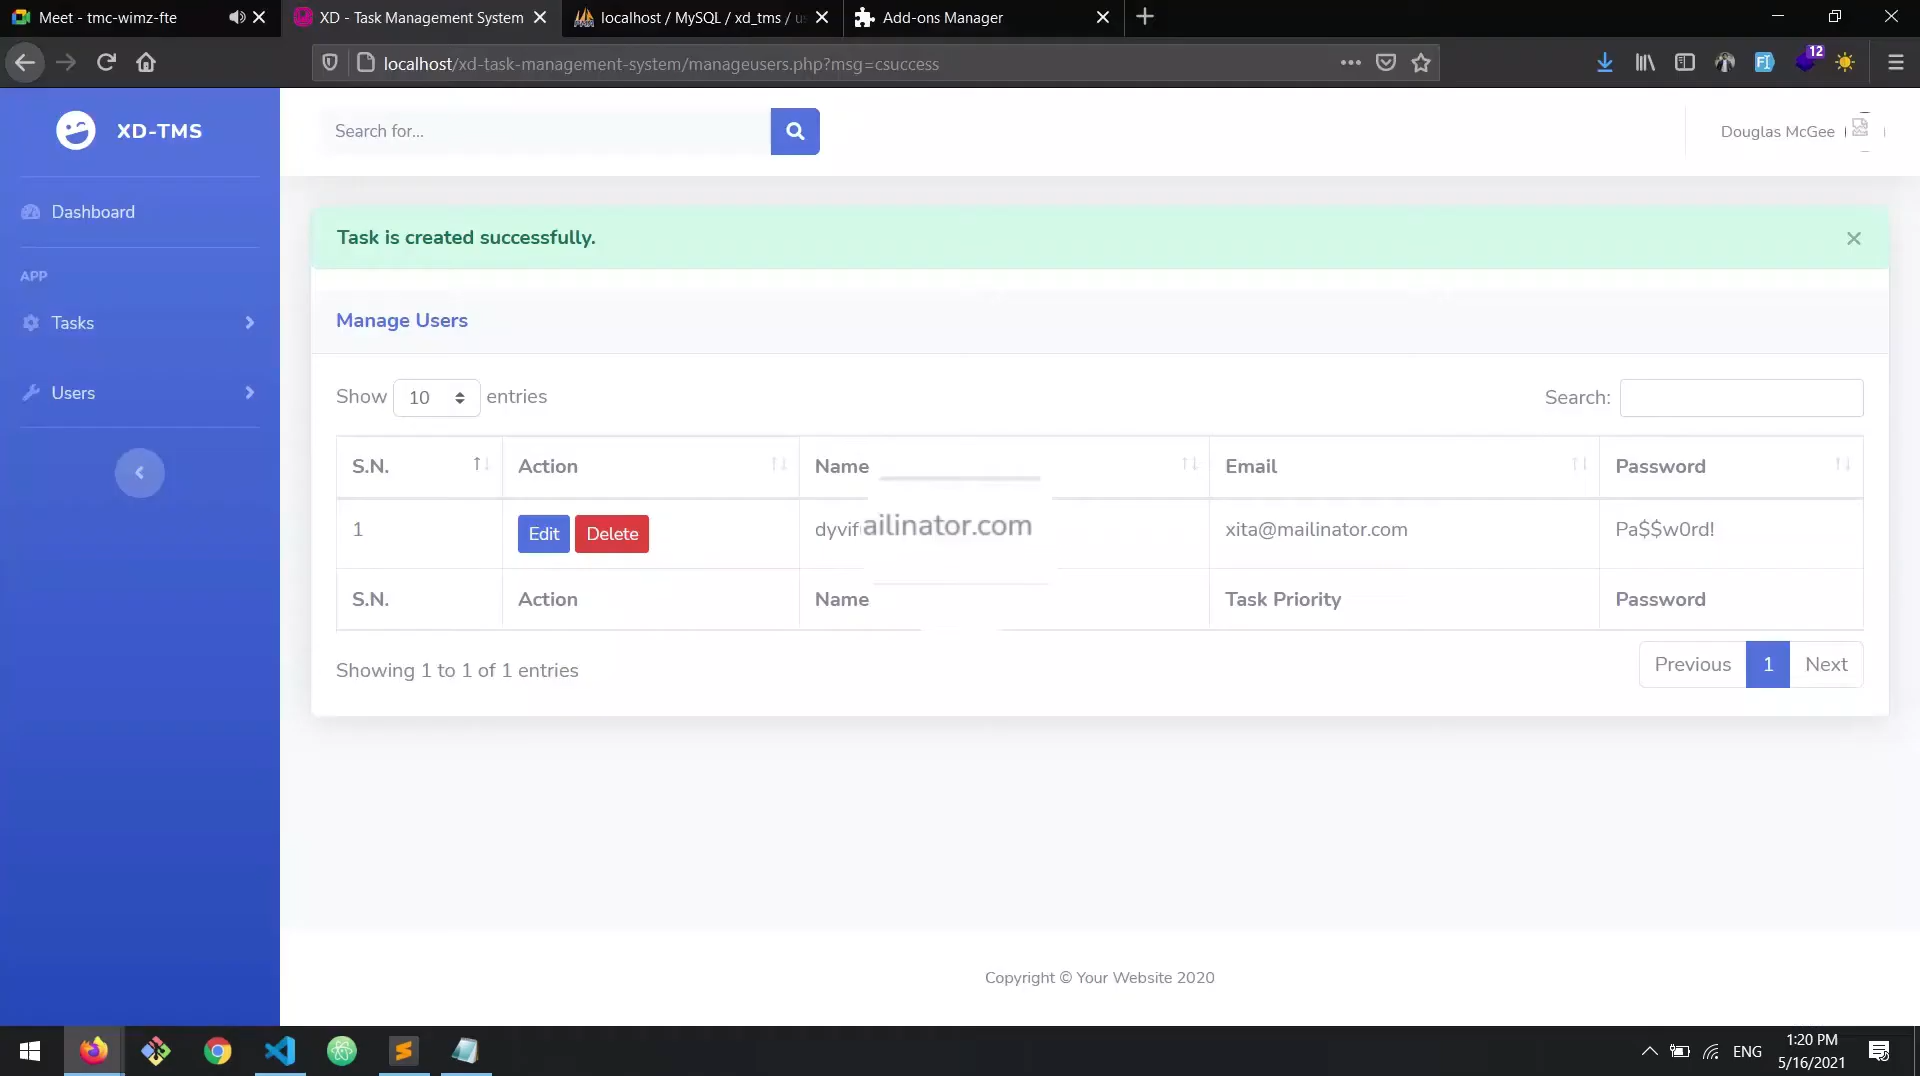 Meet - tmc-wimz-fte
XD - Task Management System
localhost / MySQL / xd_tms /
Add-ons Manager
localhost/xd-task-management-system/manageusers.php?msg=csuccess
12
XD-TMS
Search for...
Douglas McGee
Dashboard
Task is created successfully.
APP
Tasks
Manage Users
Users
Show 10 entries
Search:
S.N. Action Name Email Password
1 Edit Delete ailinator.com xita@mailinator.com Pa$$w0rd!
S.N. Action Name Task Priority Password
Showing 1 to 1 of 1 entries
Previous 1 Next
Copyright © Your Website 2020
ENG
1:20 PM
5/16/2021